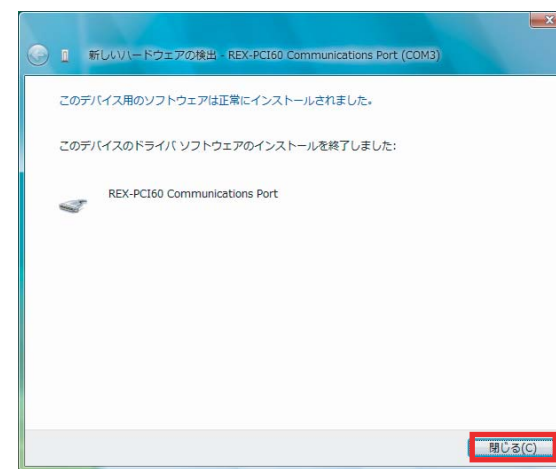 新しいハードウェアの検出 - REX-PCI60 Communications Port (COM3)
このデバイス用のソフトウェアは正常にインストールされました。
このデバイスのドライバ ソフトウェアのインストールを終了しました:
REX-PCI60 Communications Port
閉じる(C)